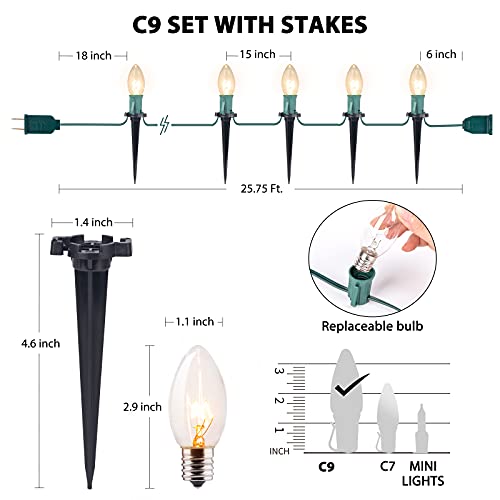 C9 SET WITH STAKES
18 inch
15 inch
6 inch
25.75 Ft.
1.4 inch
4.6 inch
1.1 inch
2.9 inch
Replaceable bulb
3
2
1
INCH
C9
C7
MINI
LIGHTS